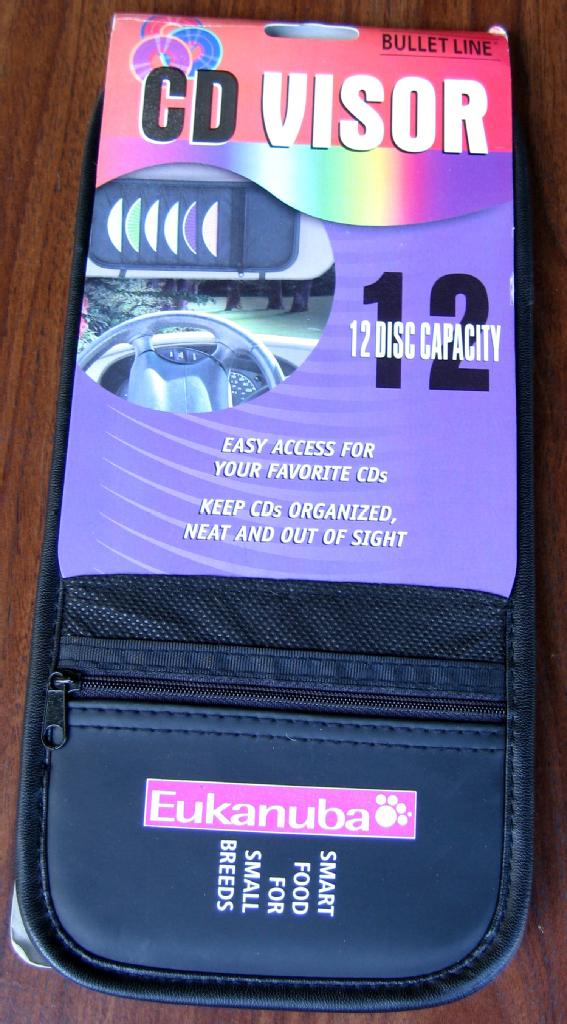 BULLET LINE™
CD VISOR
12
12 DISC CAPACITY
EASY ACCESS FOR
YOUR FAVORITE CDs
KEEP CDs ORGANIZED,
NEAT AND OUT OF SIGHT
Eukanuba
SMART
FOOD
FOR
SMALL
BREEDS